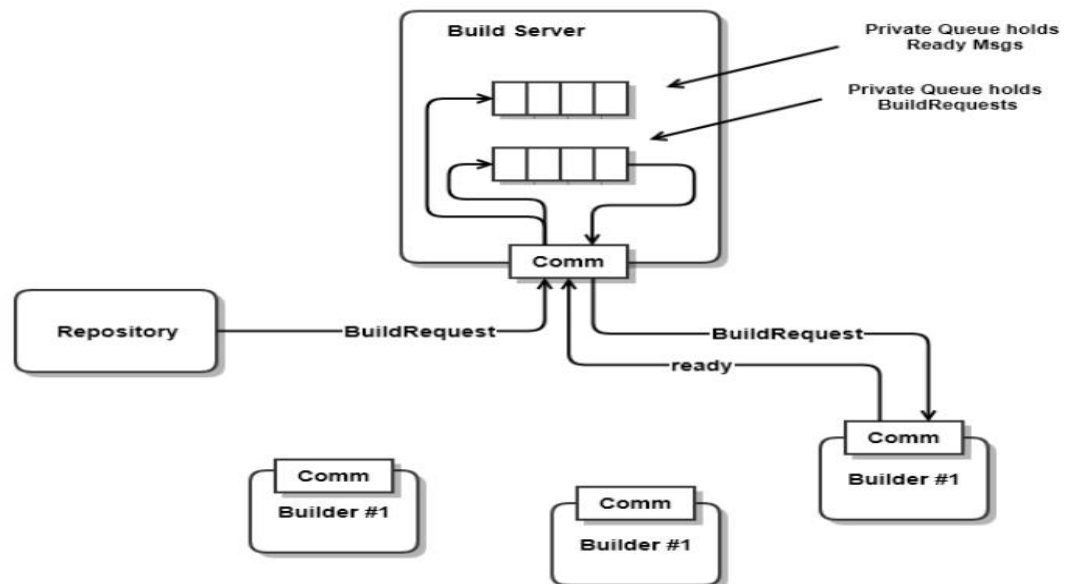 Build Server
Private Queue holds
Ready Msgs
Private Queue holds
BuildRequests
Comm
Repository
BuildRequest
BuildRequest
ready
Comm
Builder #1
Comm
Builder #1
Comm
Builder #1